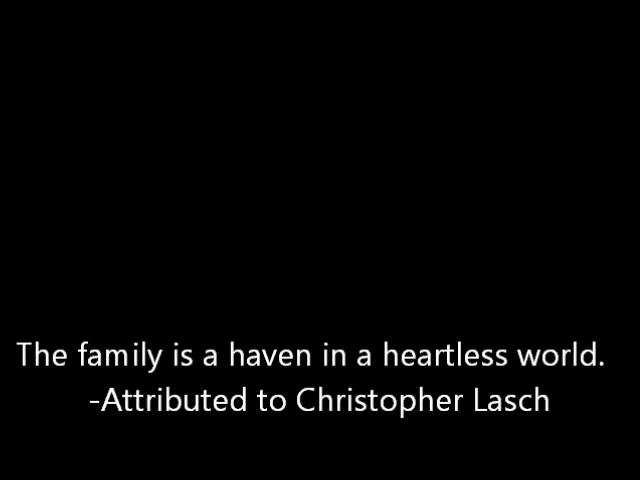 The family is a haven in a heartless world.
-Attributed to Christopher Lasch